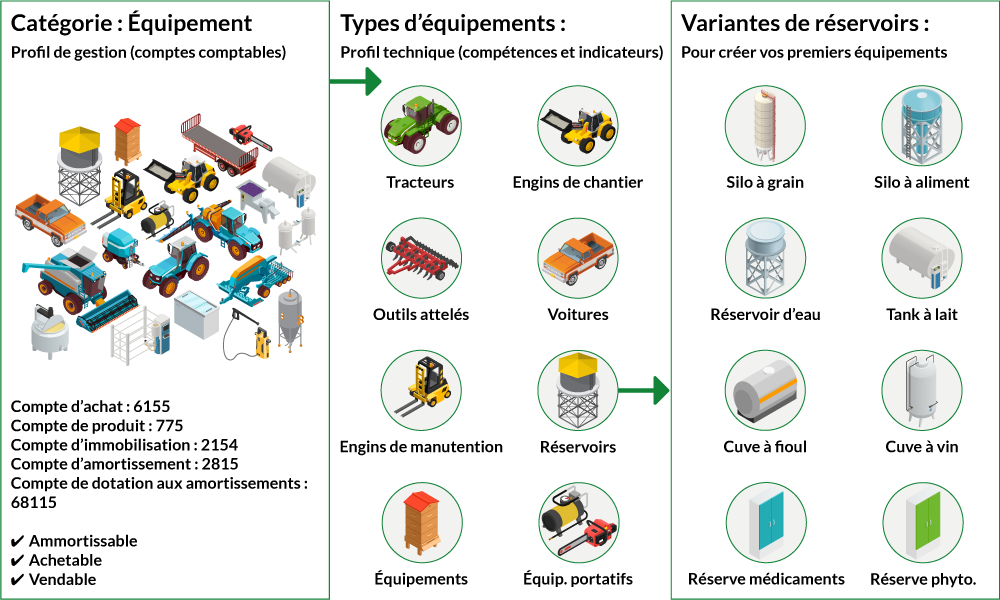 Catégorie : Équipement
Profil de gestion (comptes comptables)
Compte d’achat : 6155
Compte de produit : 775
Compte d’immobilisation : 2154
Compte d’amortissement : 2815
Compte de dotation aux amortissements :
68115
✔ Ammortissable
✔ Achetable
✔ Vendable
Types d’équipements :
Profil technique (compétences et indicateurs)
Tracteurs
Engins de chantier
Outils attelés
Voitures
Engins de manutention
Réservoirs
Équipements
Équip. portatifs
Variantes de réservoirs :
Pour créer vos premiers équipements
Silo à grain
Silo à aliment
Réservoir d’eau
Tank à lait
Cuve à fioul
Cuve à vin
Réserve médicaments
Réserve phyto.